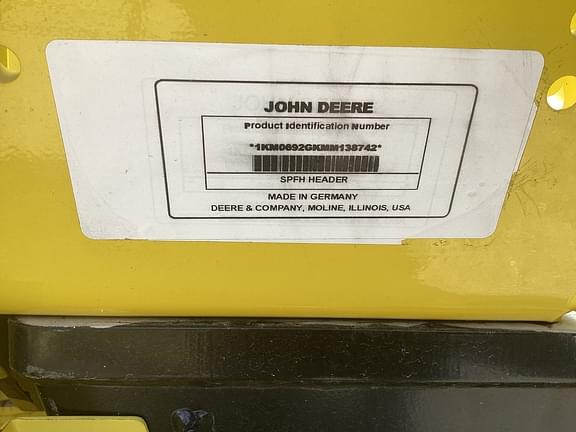 JOHN DEERE
Product Identification Number
*1KM0692GKMM138742*
SPFH HEADER
MADE IN GERMANY
DEERE & COMPANY, MOLINE, ILLINOIS, USA